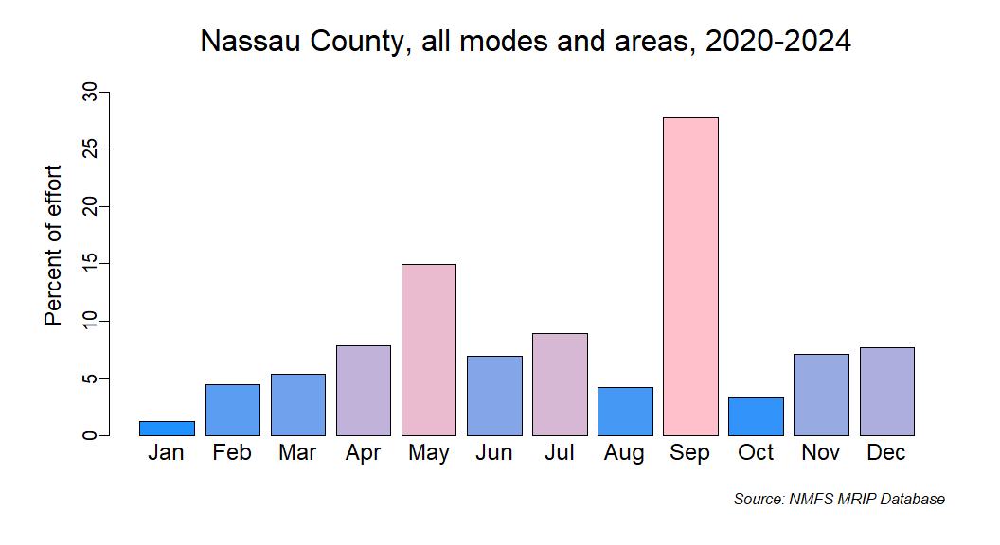 Nassau County, all modes and areas, 2020-2024
Percent of effort
30
25
20
15
10
5
0
Jan Feb Mar Apr May Jun Jul Aug Sep Oct Nov Dec
Source: NMFS MRIP Database